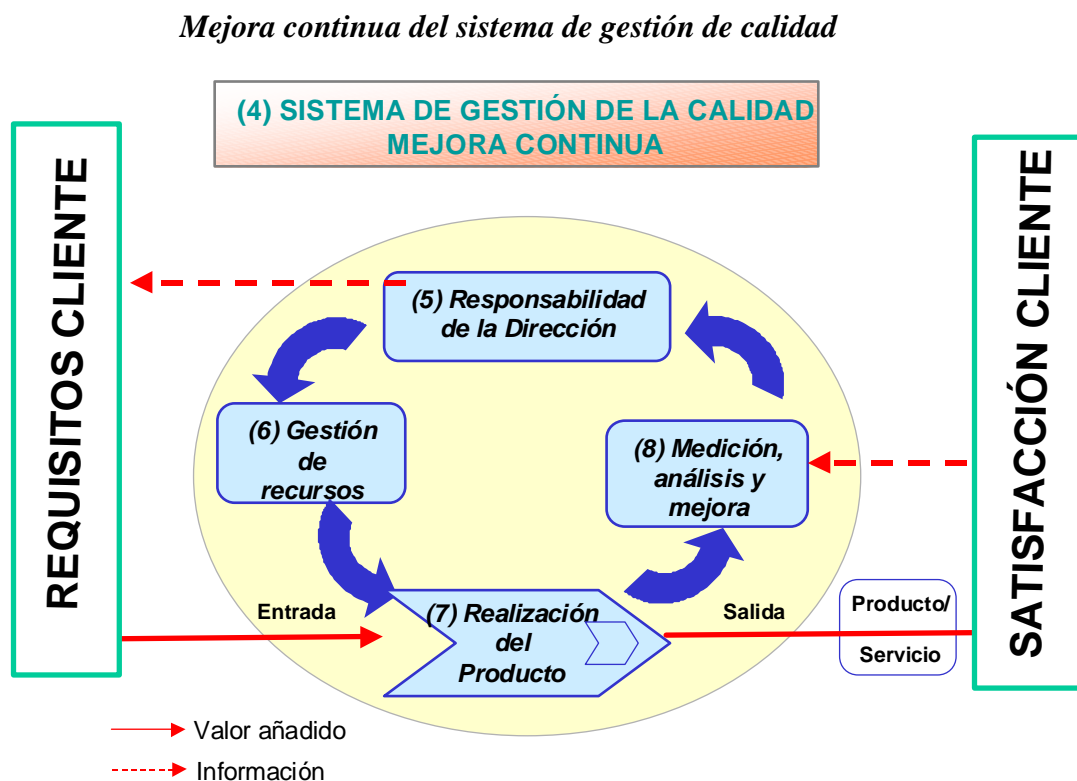 Mejora continua del sistema de gestión de calidad
(4) SISTEMA DE GESTIÓN DE LA CALIDAD
MEJORA CONTINUA
REQUISITOS CLIENTE
SATISFACCIÓN CLIENTE
(5) Responsabilidad
de la Dirección
(6) Gestión
de
recursos
(8) Medición,
análisis y
mejora
Entrada
(7) Realización
del
Producto
Salida
Producto/
Servicio
Valor añadido
Información